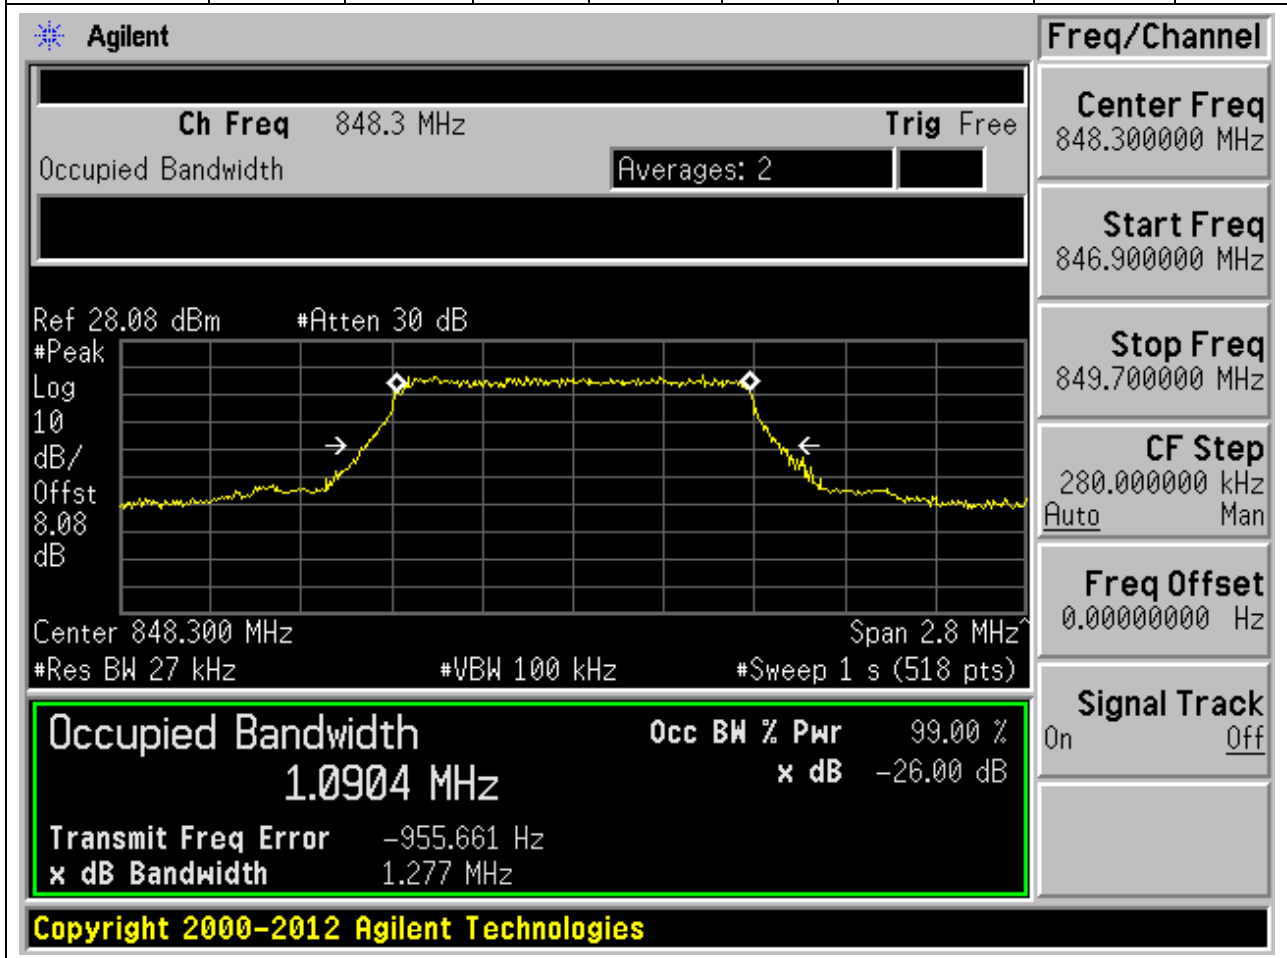 Agilent
Freq/Channel
Ch Freq 848.3 MHz Trig Free
Occupied Bandwidth Averages: 2
Center Freq
848.300000 MHz
Start Freq
846.900000 MHz
Stop Freq
849.700000 MHz
CF Step
280.000000 kHz
Auto Man
Freq Offset
0.00000000 Hz
Signal Track
On Off
Ref 28.08 dBm #Atten 30 dB
#Peak
Log
10
dB/
Offst
8.08
dB
Center 848.300 MHz Span 2.8 MHz^
#Res BW 27 kHz #VBW 100 kHz #Sweep 1 s (518 pts)
Occupied Bandwidth Occ BW % Pwr 99.00 %
1.0904 MHz x dB -26.00 dB
Transmit Freq Error -955.661 Hz
x dB Bandwidth 1.277 MHz
Copyright 2000-2012 Agilent Technologies